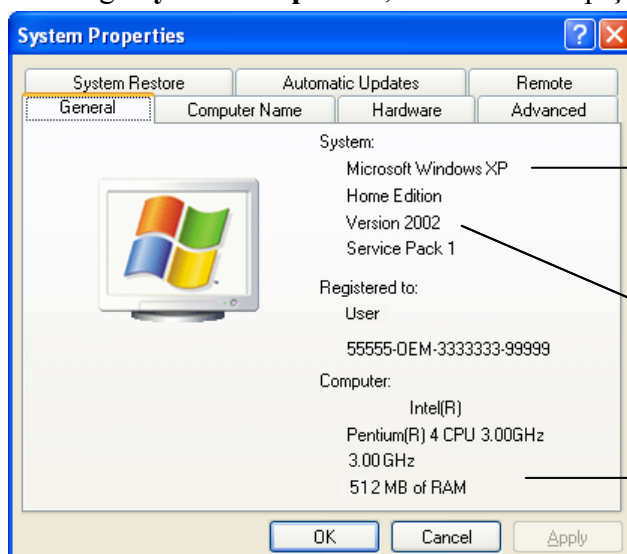 System Properties
System Restore Automatic Updates Remote
General Computer Name Hardware Advanced
System:
Microsoft Windows XP
Home Edition
Version 2002
Service Pack 1
Registered to:
User
55555-OEM-3333333-99999
Computer:
Intel(R)
Pentium(R) 4 CPU 3.00GHz
3.00 GHz
512 MB of RAM
OK Cancel Apply